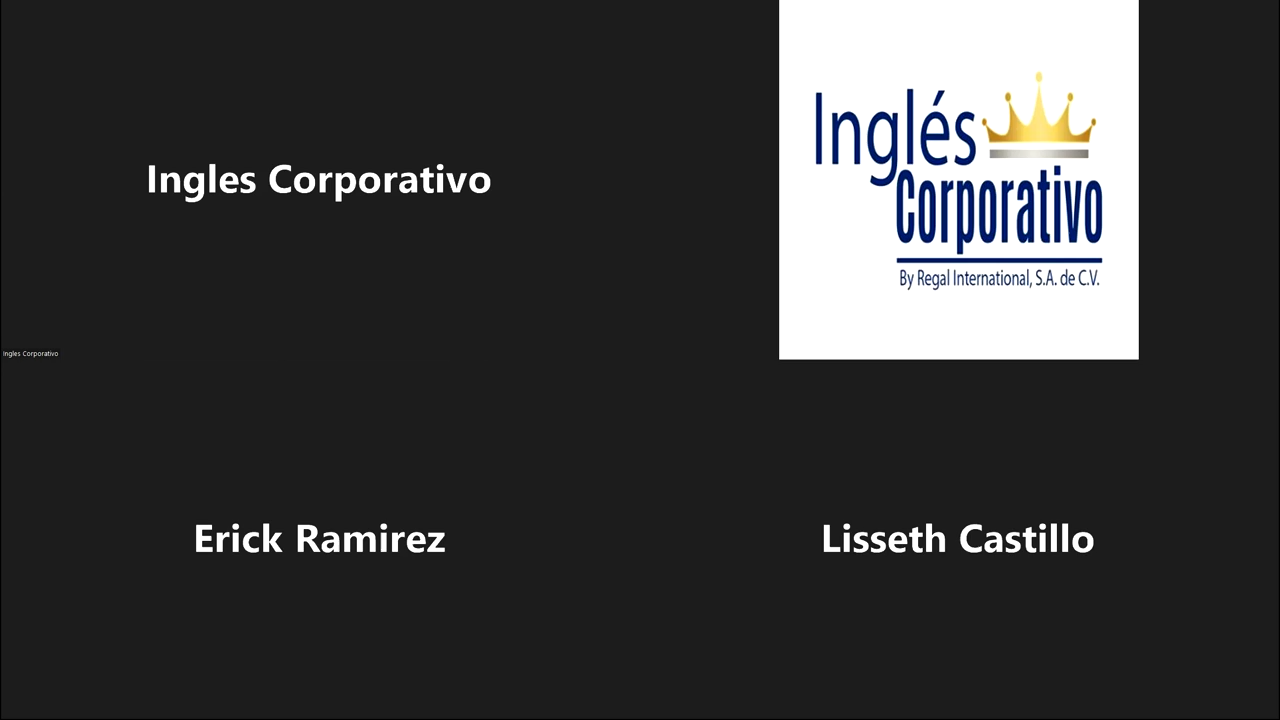 Ingles Corporativo
Inglés
Corporativo
By Regal International, S.A. de C.V.
Ingles Corporativo
Erick Ramirez
Lisseth Castillo